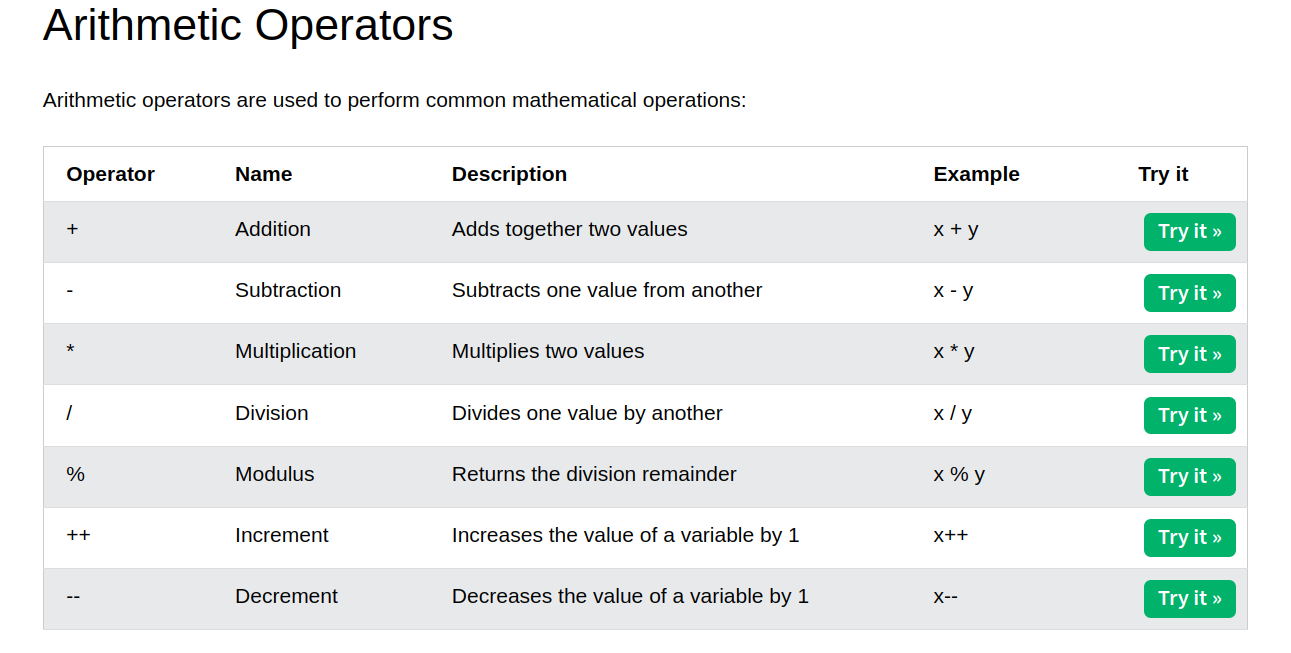 Arithmetic Operators
Arithmetic operators are used to perform common mathematical operations:
Operator Name Description Example Try it
+ Addition Adds together two values x + y Try it »
- Subtraction Subtracts one value from another x - y Try it »
* Multiplication Multiplies two values x * y Try it »
/ Division Divides one value by another x / y Try it »
% Modulus Returns the division remainder x % y Try it »
++ Increment Increases the value of a variable by 1 x++ Try it »
-- Decrement Decreases the value of a variable by 1 x-- Try it »